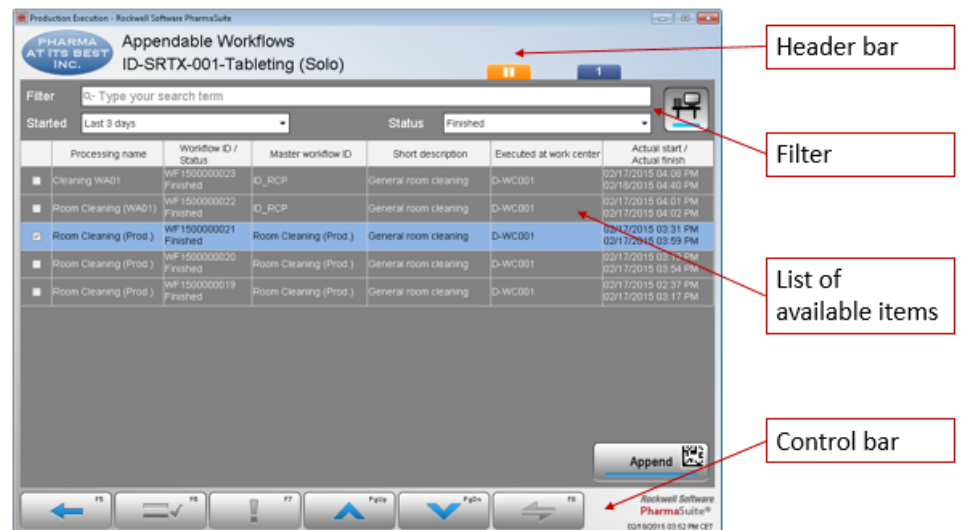 Production Execution - Rockwell Software PharmaSuite
PHARMA
AT ITS BEST
INC.
Appendable Workflows
ID-SRTX-001-Tableting (Solo)
1
Header bar
Filter
Type your search term
Started
Last 3 days
Status
Finished
Filter
Processing name
Workflow ID /
Status
Master workflow ID
Short description
Executed at work center
Actual start /
Actual finish
Cleaning WA01
WF1500000023
Finished
ID_RCP
General room cleaning
D-WC001
02/17/2015 04:08 PM
02/18/2015 04:40 PM
Room Cleaning (WA01)
WF1500000022
Finished
ID_RCP
General room cleaning
D-WC001
02/17/2015 04:01 PM
02/17/2015 04:02 PM
Room Cleaning (Prod.)
WF1500000021
Finished
Room Cleaning (Prod.)
General room cleaning
D-WC001
02/17/2015 03:31 PM
02/17/2015 03:59 PM
Room Cleaning (Prod.)
WF1500000020
Finished
Room Cleaning (Prod.)
General room cleaning
D-WC001
02/17/2015
PM
02/17/2015 03:54 PM
Room Cleaning (Prod.)
WF1500000019
Finished
Room Cleaning (Prod.)
General room cleaning
D-WC001
02/17/2015 02:37 PM
02/17/2015 03:17 PM
List of
available items
Control bar
Append
F5
F6
F7
PgUp
PgDn
Rockwell Software
PharmaSuite®
02/19/2015 03:52 PM CET